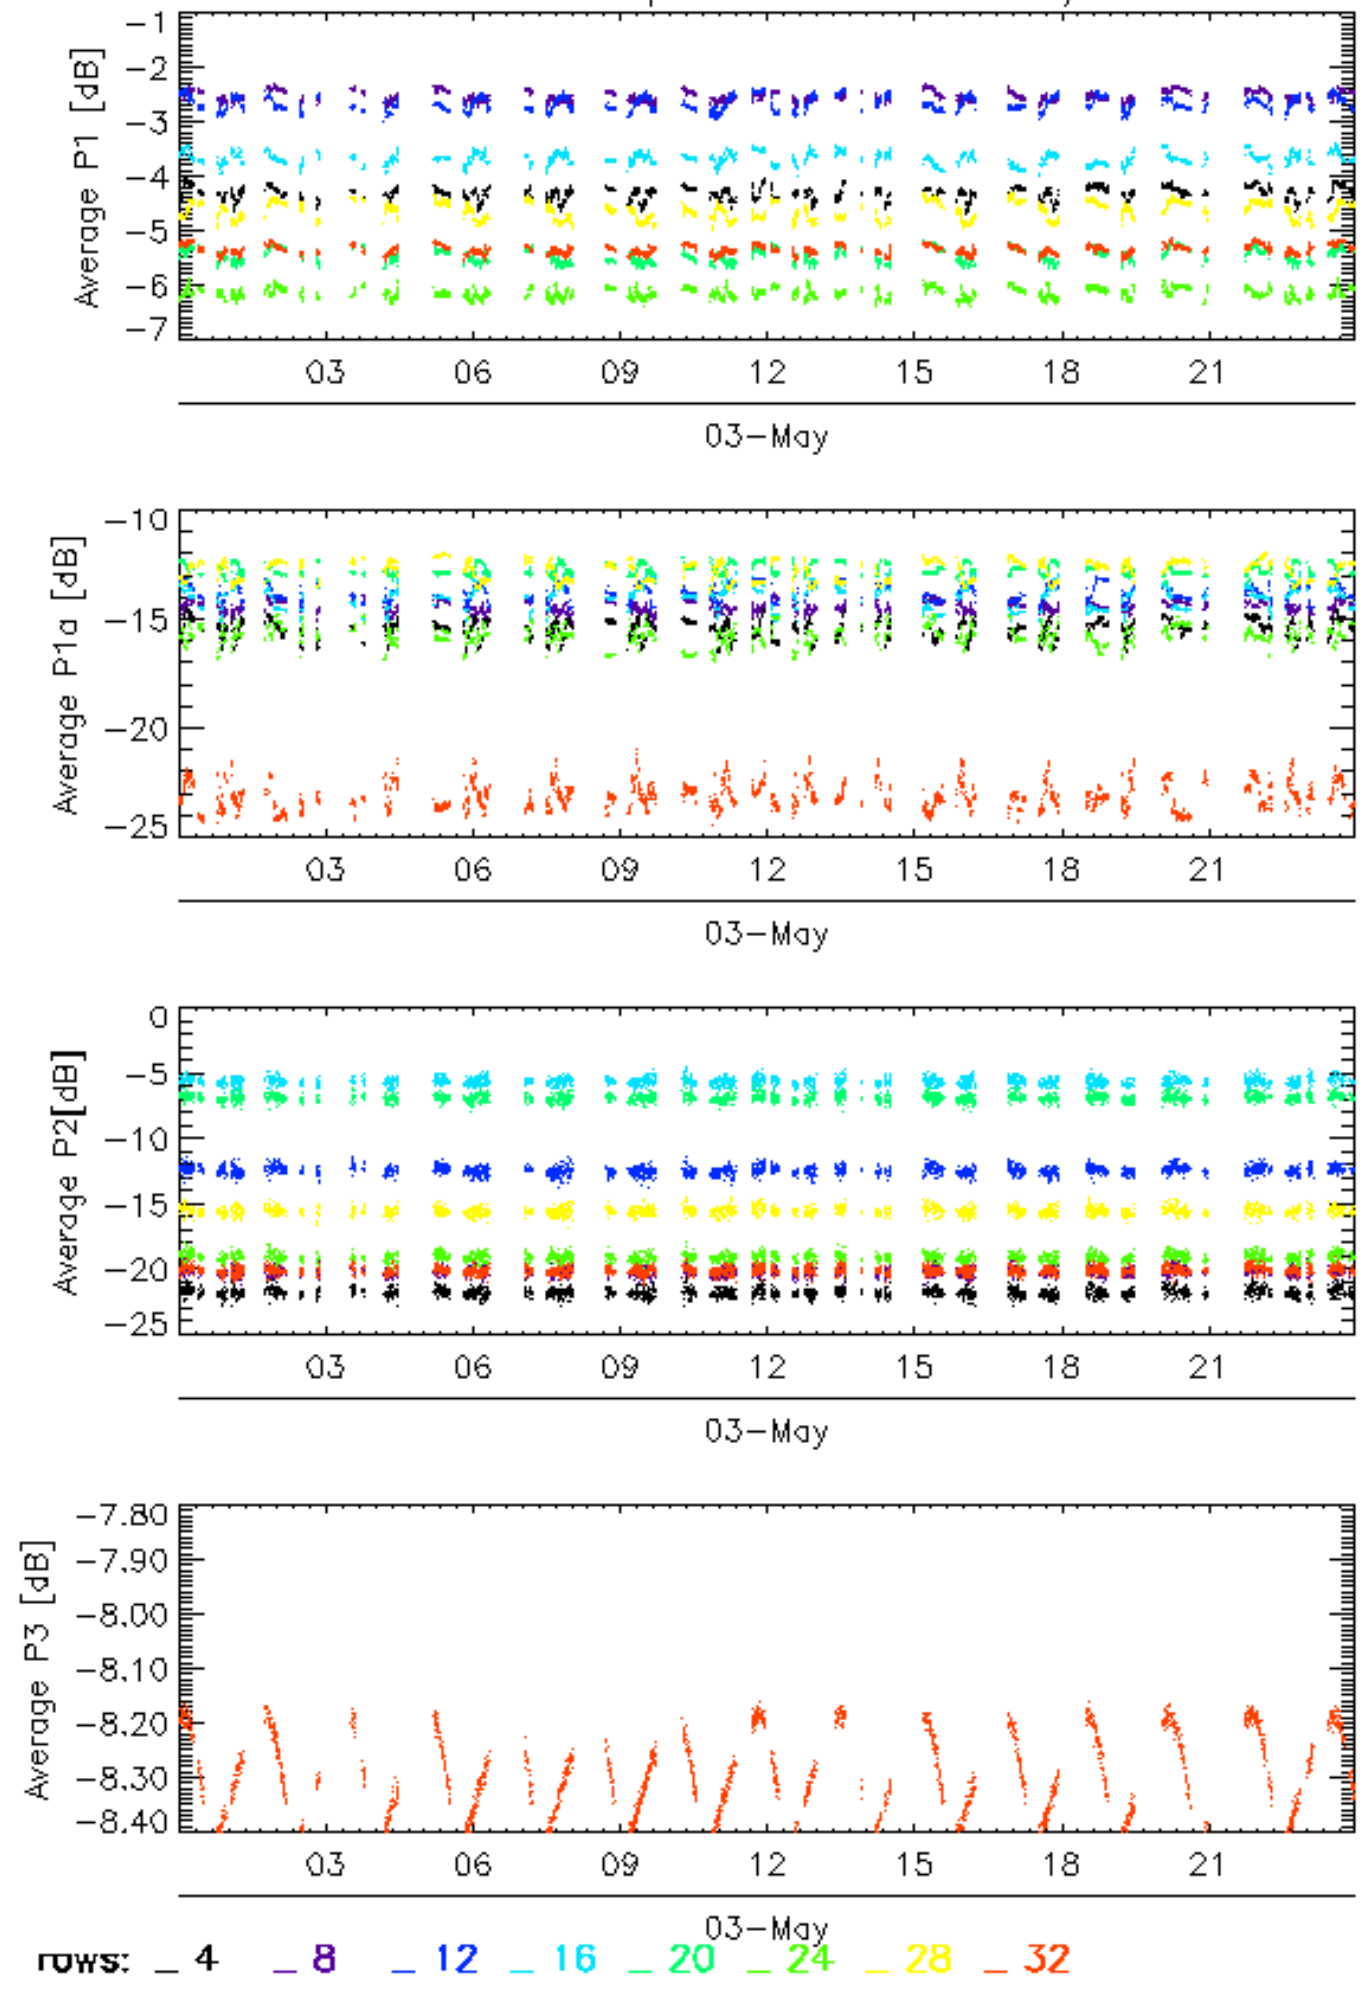 Average P1 [dB]
-1
-2
-3
-4
-5
-6
-7
03 06 09 12 15 18 21
03-May
Average P1a [dB]
-10
-15
-20
-25
03 06 09 12 15 18 21
03-May
Average P2[dB]
0
-5
-10
-15
-20
-25
03 06 09 12 15 18 21
03-May
Average P3 [dB]
-7.80
-7.90
-8.00
-8.10
-8.20
-8.30
-8.40
03 06 09 12 15 18 21
03-May
rows: _ 4 _ 8 _ 12 _ 16 _ 20 _ 24 _ 28 _ 32